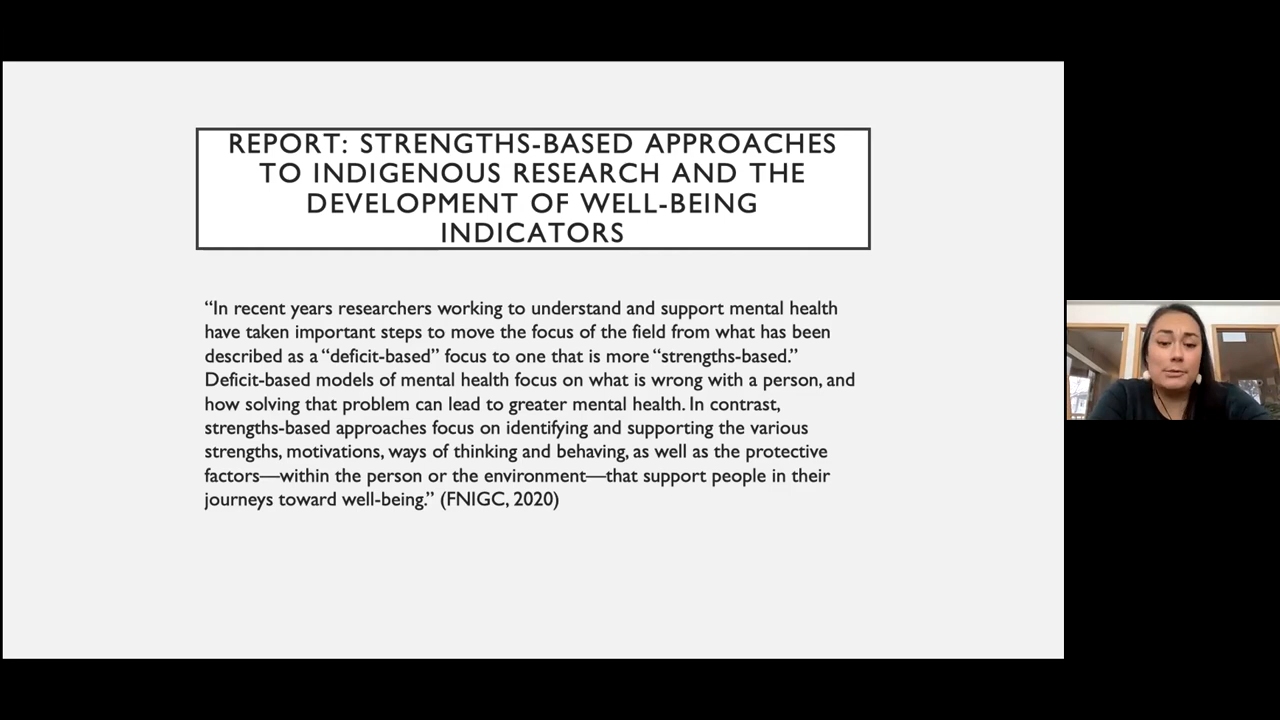 REPORT: STRENGTHS-BASED APPROACHES
TO INDIGENOUS RESEARCH AND THE
DEVELOPMENT OF WELL-BEING
INDICATORS
“In recent years researchers working to understand and support mental health
have taken important steps to move the focus of the field from what has been
described as a “deficit-based” focus to one that is more “strengths-based.”
Deficit-based models of mental health focus on what is wrong with a person, and
how solving that problem can lead to greater mental health. In contrast,
strengths-based approaches focus on identifying and supporting the various
strengths, motivations, ways of thinking and behaving, as well as the protective
factors—within the person or the environment—that support people in their
journeys toward well-being.” (FNIGC, 2020)